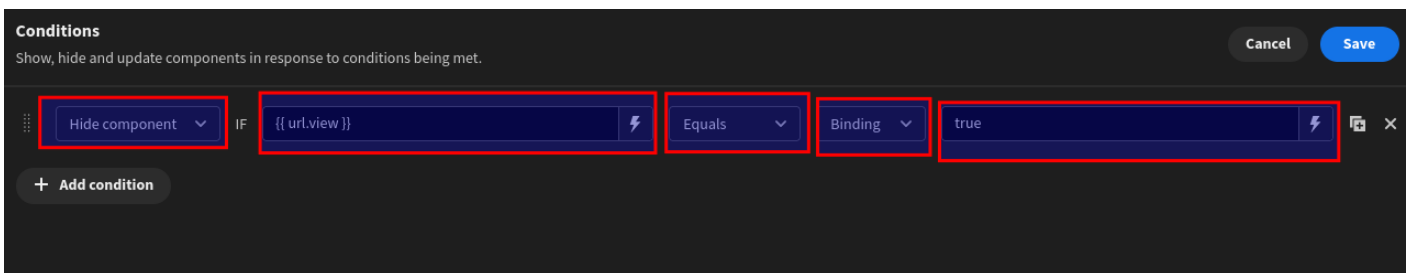 Conditions
Show, hide and update components in response to conditions being met.
Cancel
Save
Hide component IF {{ url.view }} Equals Binding true
Add condition